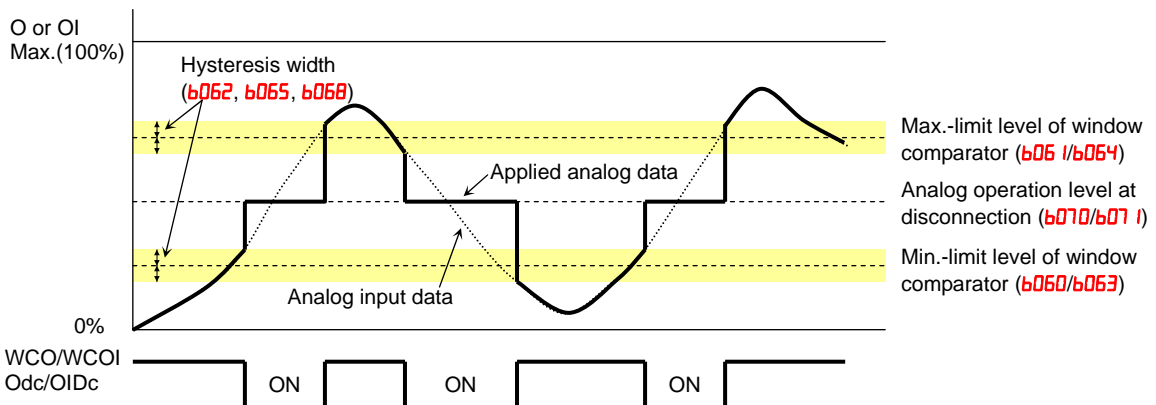 O or OI
Max.(100%)
Hysteresis width
(b062, b065, b068)
Max.-limit level of window
comparator (b061/b064)
Applied analog data
Analog operation level at
disconnection (b070/b071)
Min.-limit level of window
comparator (b060/b063)
Analog input data
0%
WCO/WCOI
Odc/OIDc
ON
ON
ON